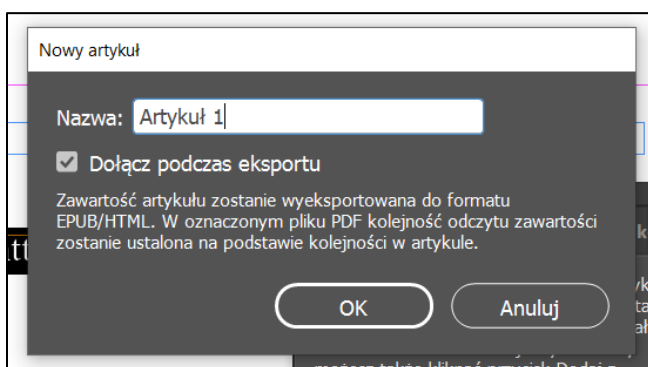 Nowy artykuł
Nazwa: Artykuł 1
Dołącz podczas eksportu
Zawartość artykułu zostanie wyeksportowana do formatu
EPUB/HTML. W oznaczonym pliku PDF kolejność odczytu zawartości
zostanie ustalona na podstawie kolejności w artykule.
OK Anuluj